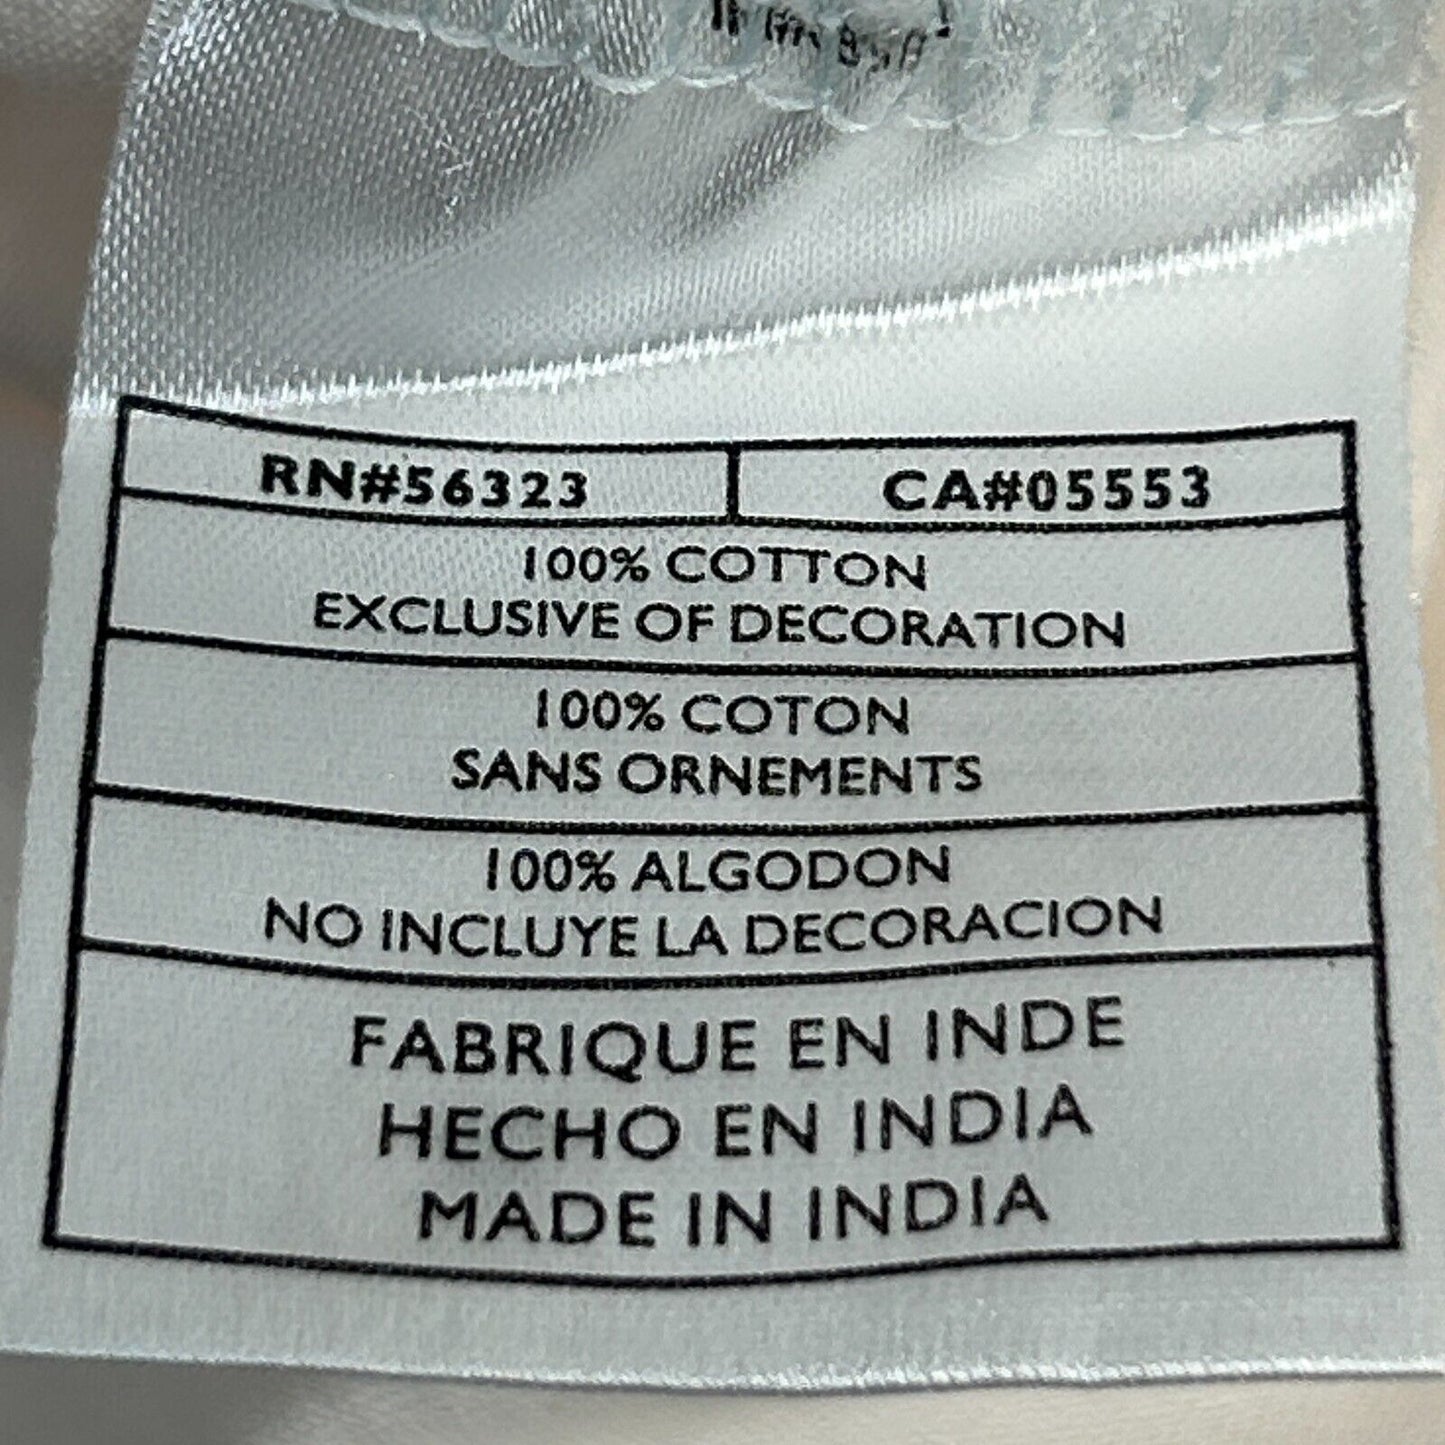 RN#56323 CA#05553
100% COTTON
EXCLUSIVE OF DECORATION
100% COTON
SANS ORNEMENTS
100% ALGODON
NO INCLUYE LA DECORACION
FABRIQUE EN INDE
HECHO EN INDIA
MADE IN INDIA